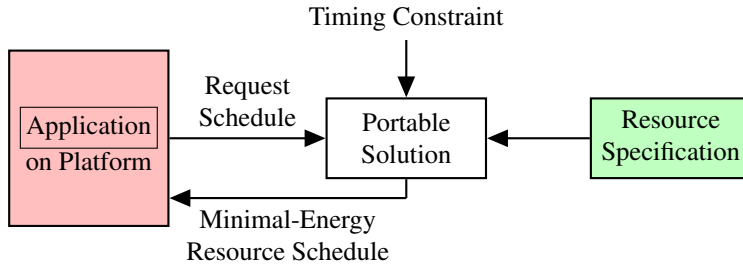 Timing Constraint
Application
on Platform
Request
Schedule
Portable
Solution
Resource
Specification
Minimal-Energy
Resource Schedule